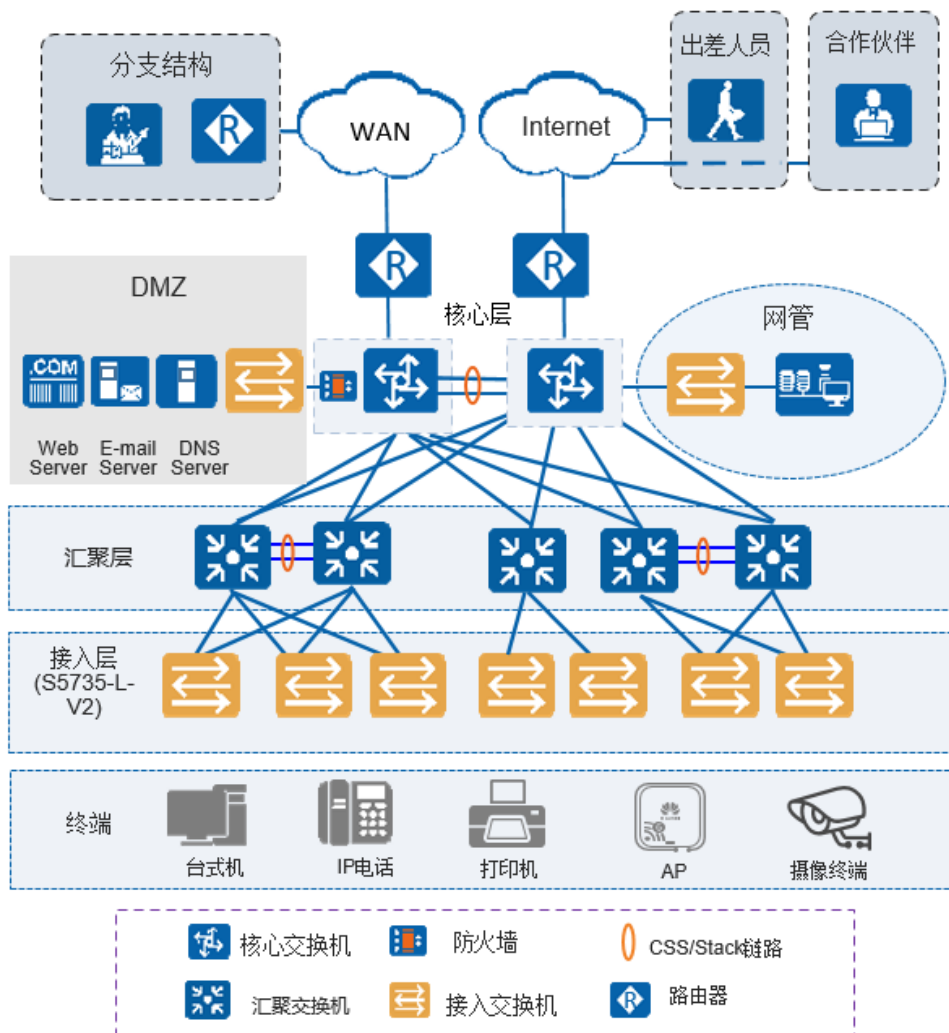 分支结构
WAN
Internet
出差人员
合作伙伴
R
R
R
DMZ
核心层
网管
.COM
Web
Server
E-mail
Server
DNS
Server
汇聚层
接入层
(S5735-L-
V2)
终端
台式机
IP电话
打印机
AP
摄像终端
核心交换机
防火墙
CSS/Stack链路
汇聚交换机
接入交换机
R
路由器